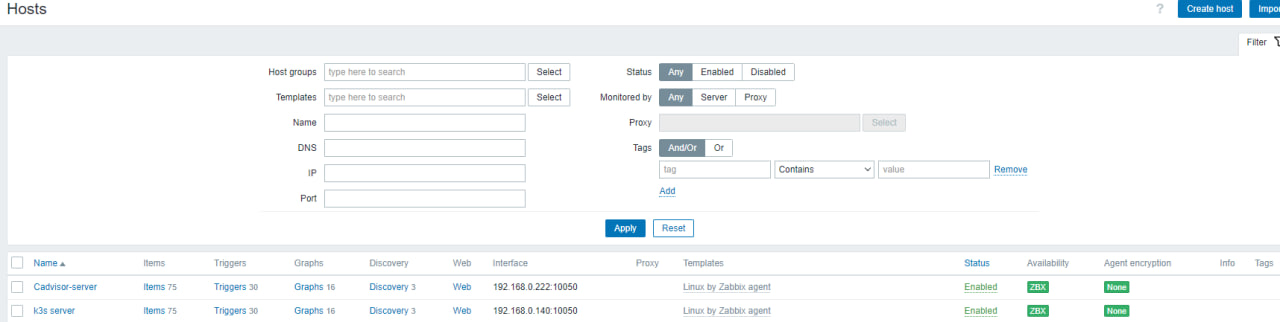 Hosts ? Create host Impor
Filter
Host groups type here to search Select Status Any Enabled Disabled
Templates type here to search Select Monitored by Any Server Proxy
Name Proxy Select
DNS Tags And/Or Or
IP tag Contains value Remove
Port Add
Apply Reset
Name Items Triggers Graphs Discovery Web Interface Proxy Templates Status Availability Agent encryption Info Tags
Cadvisor-server Items 75 Triggers 30 Graphs 16 Discovery 3 Web 192.168.0.222:10050 Linux by Zabbix agent Enabled ZBX None
k3s server Items 75 Triggers 30 Graphs 16 Discovery 3 Web 192.168.0.140:10050 Linux by Zabbix agent Enabled ZBX None